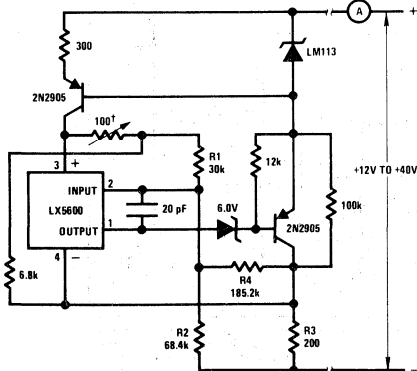 A
+
300
LM113
2N2905
100†
3 +
R1
30k
12k
+12V TO +40V
INPUT
2
LX5600
20 pF
6.0V
OUTPUT
1
2N2905
100k
4 −
6.8k
R4
185.2k
R2
68.4k
R3
200
−